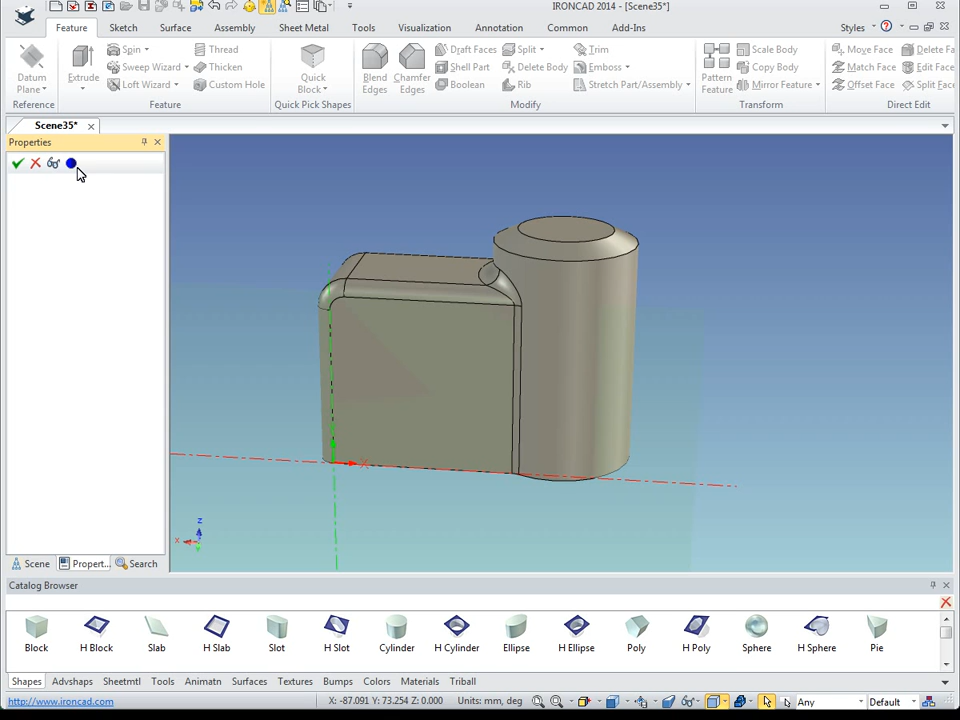 IRONCAD 2014 - [Scene35*]
Feature Sketch Surface Assembly Sheet Metal Tools Visualization Annotation Common Add-Ins Styles
Datum Plane
Extrude
Spin
Sweep Wizard
Loft Wizard
Thread
Thicken
Custom Hole
Quick Block
Blend Edges
Chamfer Edges
Draft Faces
Shell Part
Boolean
Split
Delete Body
Rib
Trim
Emboss
Stretch Part/Assembly
Pattern Feature
Scale Body
Copy Body
Mirror Feature
Move Face
Match Face
Offset Face
Delete Fa
Edit Face
Split Face
Reference Feature Quick Pick Shapes Modify Transform Direct Edit
Scene35*
Properties
X
z
x
Y
Scene Propert... Search
Catalog Browser
Block H Block Slab H Slab Slot H Slot Cylinder H Cylinder Ellipse H Ellipse Poly H Poly Sphere H Sphere Pie
Shapes Advshaps Sheetmtl Tools Animatn Surfaces Textures Bumps Colors Materials Metrical Triball
http://www.ironcad.com X: -87.091 Y: 73.254 Z: 0.000 Units: mm, deg Any Default